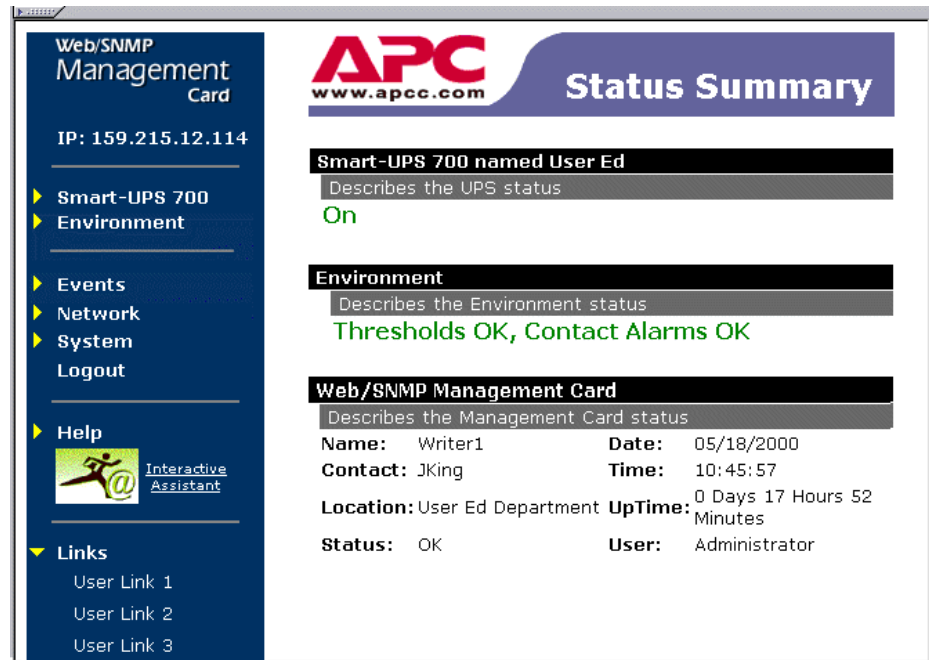 Web/SNMP
Management
Card
IP: 159.215.12.114
Smart-UPS 700
Environment
Events
Network
System
Logout
Help
@
Interactive
Assistant
Links
User Link 1
User Link 2
User Link 3
APC
www.apcc.com
Status Summary
Smart-UPS 700 named User Ed
Describes the UPS status
On
Environment
Describes the Environment status
Thresholds OK, Contact Alarms OK
Web/SNMP Management Card
Describes the Management Card status
Name: Writer1 Date: 05/18/2000
Contact: JKing Time: 10:45:57
Location: User Ed Department UpTime: 0 Days 17 Hours 52
Minutes
Status: OK User: Administrator